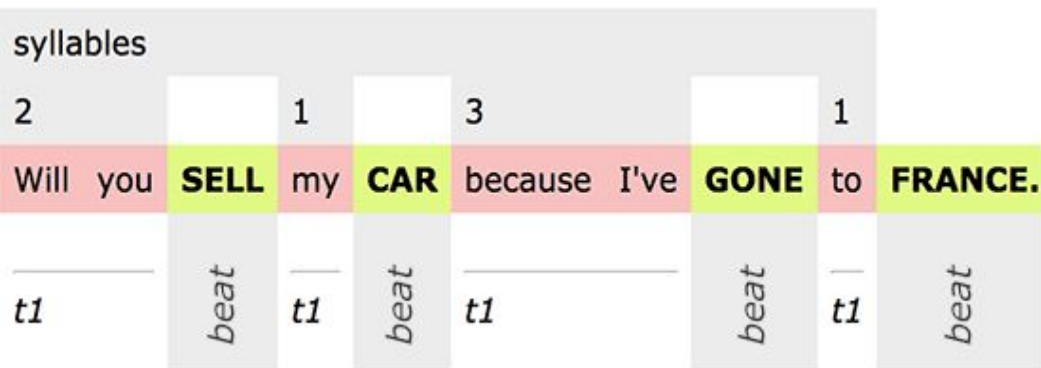 syllables
2 1 3 1
Will you SELL my CAR because I've GONE to FRANCE.
t1 beat t1 beat t1 beat t1 beat